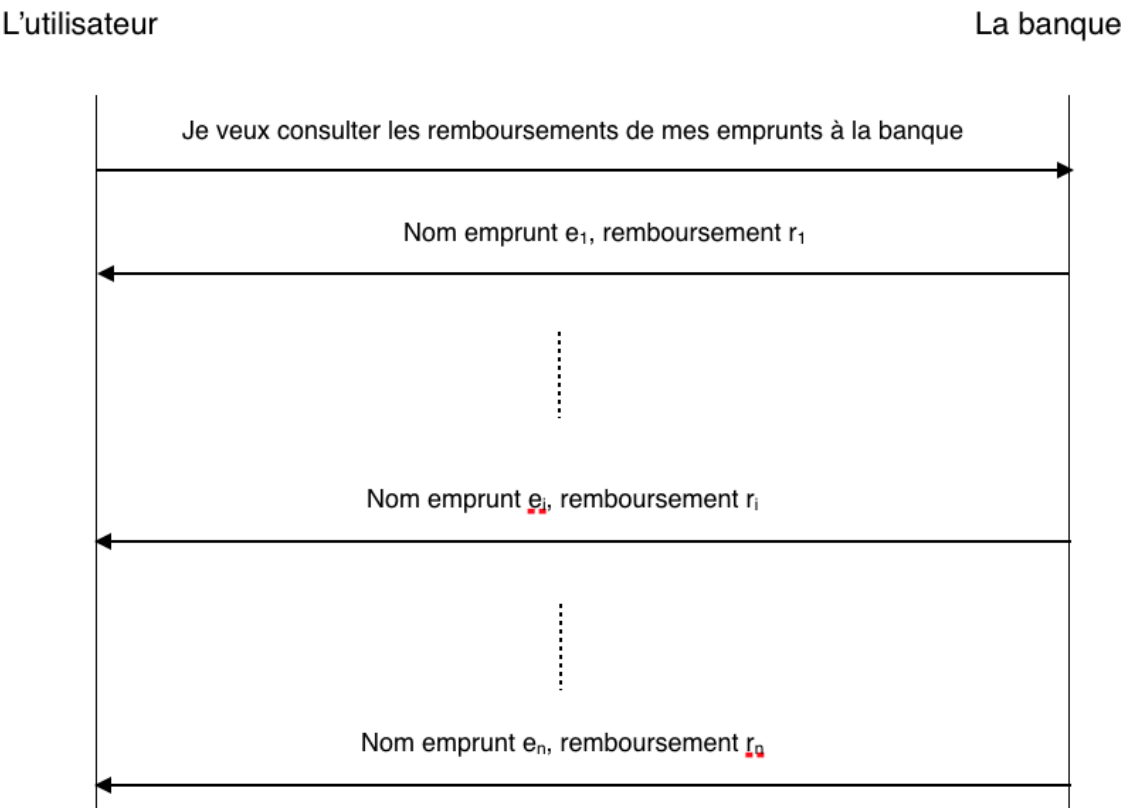 L'utilisateur
La banque
Je veux consulter les remboursements de mes emprunts à la banque
Nom emprunt e₁, remboursement r₁
Nom emprunt eᵢ, remboursement rᵢ
Nom emprunt eₙ, remboursement rₙ